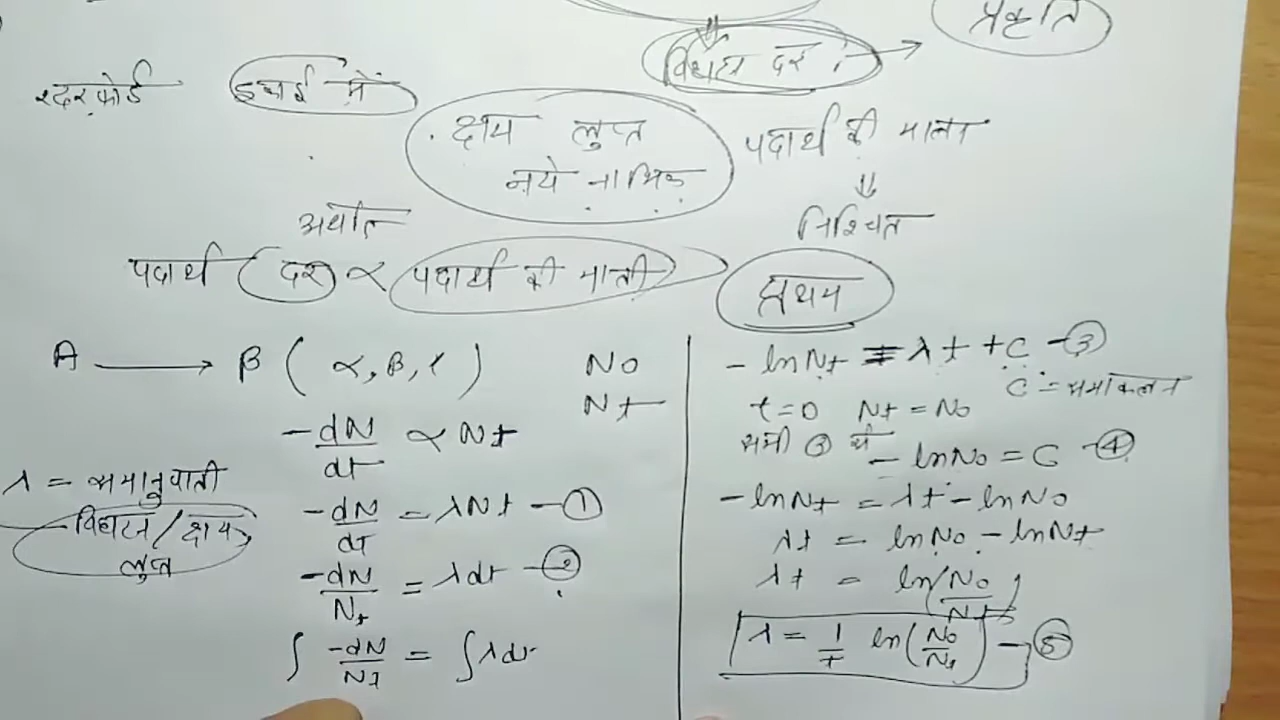 प्रकृति
विघटन दर :
रदरफोर्ड इकाई में
क्षय लुप्त
नये नाभिक
पदार्थ की मात्रा
⇓
निश्चित
अर्थात
पदार्थ दर ∝ पदार्थ की मात्रा
प्रथम
A ⟶ B ( α, β, γ )
N₀
Nt
-dN/dt ∝ Nt
λ = समानुपाती
विघटन / क्षय
लुप्त
-dN/dt = λNt - ①
-dN/Nt = λdt - ②
∫ -dN/Nt = ∫λdt
- ln Nt = λt + C - ③
C = समाकलन
t = 0 Nt = N₀
समी ③ से
- ln N₀ = C - ④
- ln Nt = λt - ln N₀
λt = ln N₀ - ln Nt
λt = ln(N₀/Nt)
λ = 1/t ln(N₀/Nt) - ⑤